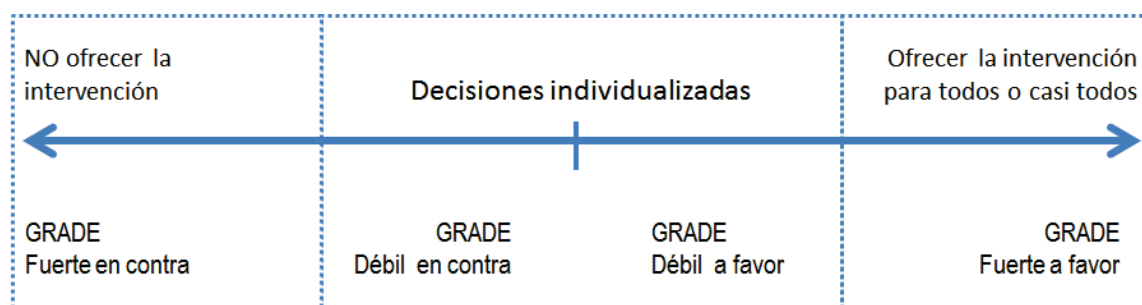 NO ofrecer la
intervención
Decisiones individualizadas
Ofrecer la intervención
para todos o casi todos
GRADE
Fuerte en contra
GRADE
Débil en contra
GRADE
Débil a favor
GRADE
Fuerte a favor